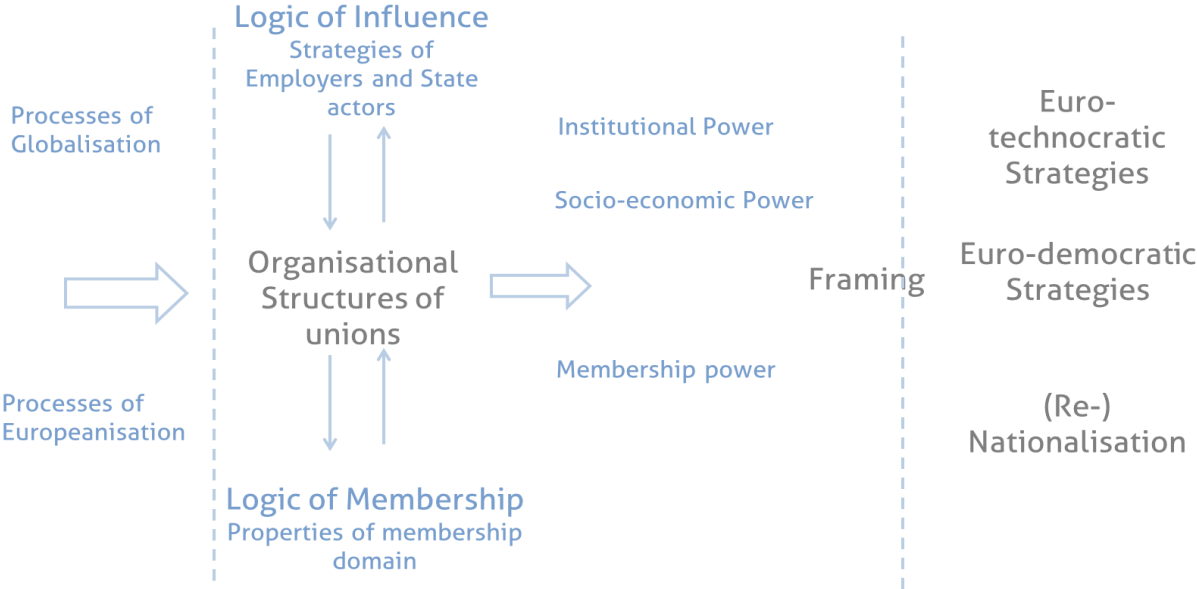 Processes of
Globalisation
Processes of
Europeanisation
Logic of Influence
Strategies of
Employers and State
actors
Organisational
Structures of
unions
Logic of Membership
Properties of membership
domain
Institutional Power
Socio-economic Power
Membership power
Framing
Euro-
technocratic
Strategies
Euro-democratic
Strategies
(Re-)
Nationalisation